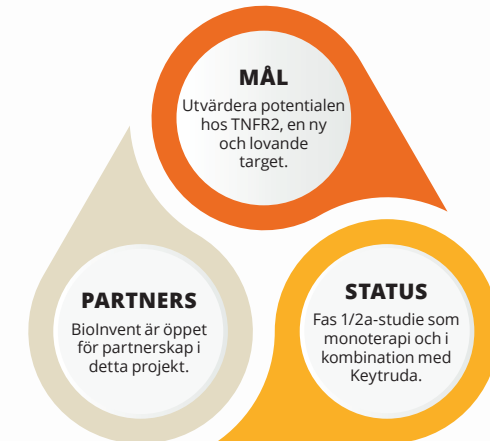 MÅL
Utvärdera potentialen
hos TNFR2, en ny
och lovande
target.
PARTNERS
BioInvent är öppet
för partnerskap i
detta projekt.
STATUS
Fas 1/2a-studie som
monoterapi och i
kombination med
Keytruda.